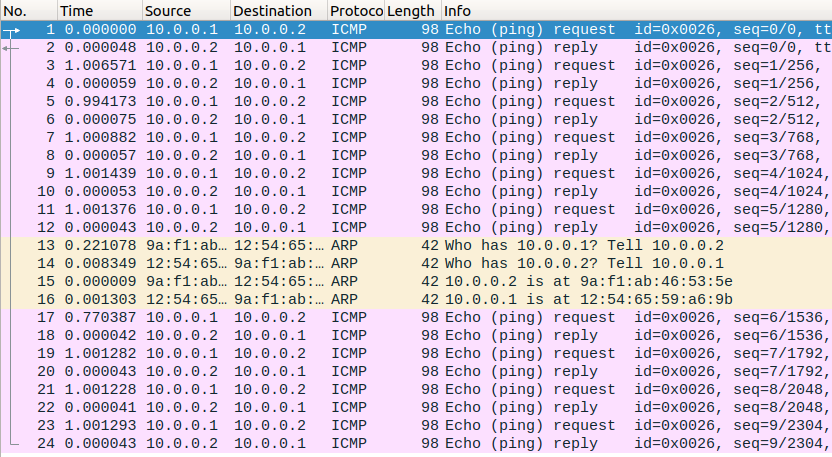 No. Time Source Destination Protoco Length Info
1 0.000000 10.0.0.1 10.0.0.2 ICMP 98 Echo (ping) request id=0x0026, seq=0/0, tt
2 0.000048 10.0.0.2 10.0.0.1 ICMP 98 Echo (ping) reply id=0x0026, seq=0/0, tt
3 1.006571 10.0.0.1 10.0.0.2 ICMP 98 Echo (ping) request id=0x0026, seq=1/256,
4 0.000059 10.0.0.2 10.0.0.1 ICMP 98 Echo (ping) reply id=0x0026, seq=1/256,
5 0.994173 10.0.0.1 10.0.0.2 ICMP 98 Echo (ping) request id=0x0026, seq=2/512,
6 0.000075 10.0.0.2 10.0.0.1 ICMP 98 Echo (ping) reply id=0x0026, seq=2/512,
7 1.000882 10.0.0.1 10.0.0.2 ICMP 98 Echo (ping) request id=0x0026, seq=3/768,
8 0.000057 10.0.0.2 10.0.0.1 ICMP 98 Echo (ping) reply id=0x0026, seq=3/768,
9 1.001439 10.0.0.1 10.0.0.2 ICMP 98 Echo (ping) request id=0x0026, seq=4/1024,
10 0.000053 10.0.0.2 10.0.0.1 ICMP 98 Echo (ping) reply id=0x0026, seq=4/1024,
11 1.001376 10.0.0.1 10.0.0.2 ICMP 98 Echo (ping) request id=0x0026, seq=5/1280,
12 0.000043 10.0.0.2 10.0.0.1 ICMP 98 Echo (ping) reply id=0x0026, seq=5/1280,
13 0.221078 9a:f1:ab… 12:54:65:… ARP 42 Who has 10.0.0.1? Tell 10.0.0.2
14 0.008349 12:54:65… 9a:f1:ab:… ARP 42 Who has 10.0.0.2? Tell 10.0.0.1
15 0.000009 9a:f1:ab… 12:54:65:… ARP 42 10.0.0.2 is at 9a:f1:ab:46:53:5e
16 0.001303 12:54:65… 9a:f1:ab:… ARP 42 10.0.0.1 is at 12:54:65:59:a6:9b
17 0.770387 10.0.0.1 10.0.0.2 ICMP 98 Echo (ping) request id=0x0026, seq=6/1536,
18 0.000042 10.0.0.2 10.0.0.1 ICMP 98 Echo (ping) reply id=0x0026, seq=6/1536,
19 1.001282 10.0.0.1 10.0.0.2 ICMP 98 Echo (ping) request id=0x0026, seq=7/1792,
20 0.000043 10.0.0.2 10.0.0.1 ICMP 98 Echo (ping) reply id=0x0026, seq=7/1792,
21 1.001228 10.0.0.1 10.0.0.2 ICMP 98 Echo (ping) request id=0x0026, seq=8/2048,
22 0.000041 10.0.0.2 10.0.0.1 ICMP 98 Echo (ping) reply id=0x0026, seq=8/2048,
23 1.001293 10.0.0.1 10.0.0.2 ICMP 98 Echo (ping) request id=0x0026, seq=9/2304,
24 0.000043 10.0.0.2 10.0.0.1 ICMP 98 Echo (ping) reply id=0x0026, seq=9/2304,